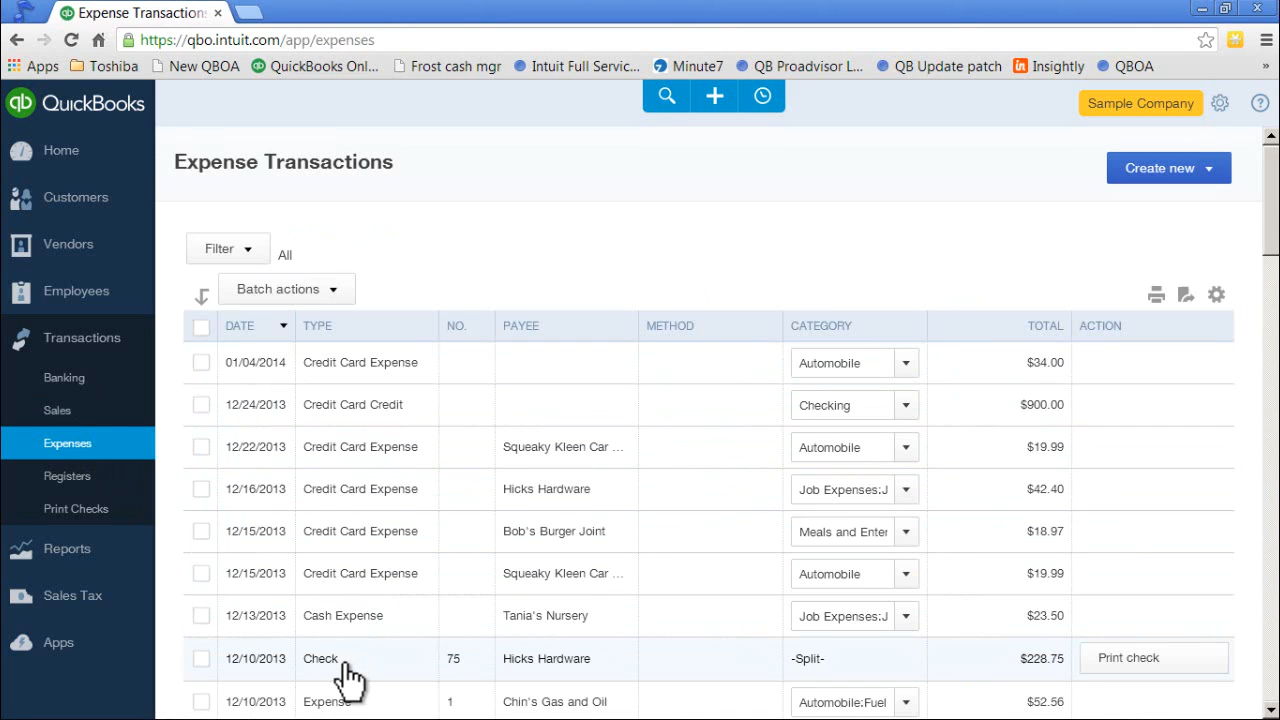 Expense Transactions ×
https://qbo.intuit.com/app/expenses
Apps Toshiba New QBOA QuickBooks Onl... Frostcash mgr Intuit Full Servic... Minute7 QB Proadvisor L... QB Update patch Insightly QBOA »
qb QuickBooks Sample Company
Home
Customers
Vendors
Employees
Transactions
Banking
Sales
Expenses
Registers
Print Checks
Reports
Sales Tax
Apps
Expense Transactions
Create new
Filter All
Batch actions
DATE TYPE NO. PAYEE METHOD CATEGORY TOTAL ACTION
01/04/2014 Credit Card Expense Automobile $34.00
12/24/2013 Credit Card Credit Checking $900.00
12/22/2013 Credit Card Expense Squeaky Kleen Car ... Automobile $19.99
12/16/2013 Credit Card Expense Hicks Hardware Job Expenses:J $42.40
12/15/2013 Credit Card Expense Bob's Burger Joint Meals and Enter $18.97
12/15/2013 Credit Card Expense Squeaky Kleen Car ... Automobile $19.99
12/13/2013 Cash Expense Tania's Nursery Job Expenses:J $23.50
12/10/2013 Check 75 Hicks Hardware -Split- $228.75 Print check
12/10/2013 Expense 1 Chin's Gas and Oil Automobile:Fuel $52.56